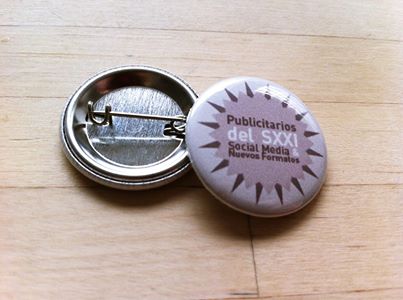 Publicitarios
del SXXI
Social Media &
Nuevos Formatos